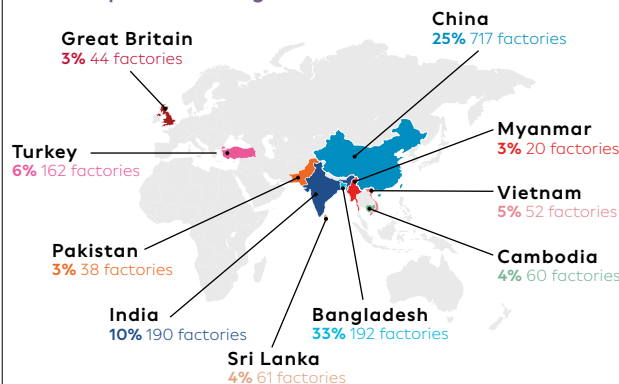 China
25% 717 factories
Great Britain
3% 44 factories
Myanmar
3% 20 factories
Turkey
6% 162 factories
Vietnam
5% 52 factories
Pakistan
3% 38 factories
Cambodia
4% 60 factories
India
10% 190 factories
Bangladesh
33% 192 factories
Sri Lanka
4% 61 factories